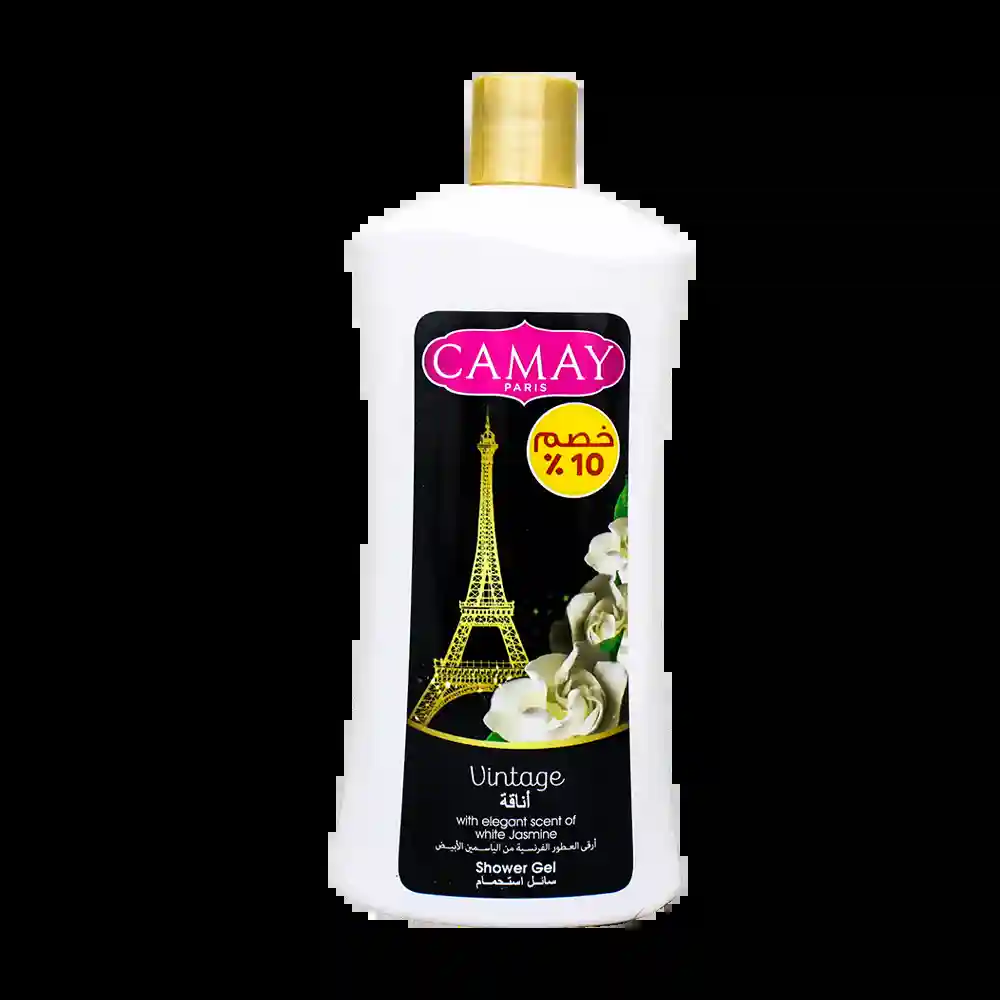 CAMAY
PARIS
خصم
10 ٪
Vintage
أناقة
with elegant scent of
white Jasmine
أرقى العطور الفرنسية من الياسمين الأبيض
Shower Gel
سائل استحمام